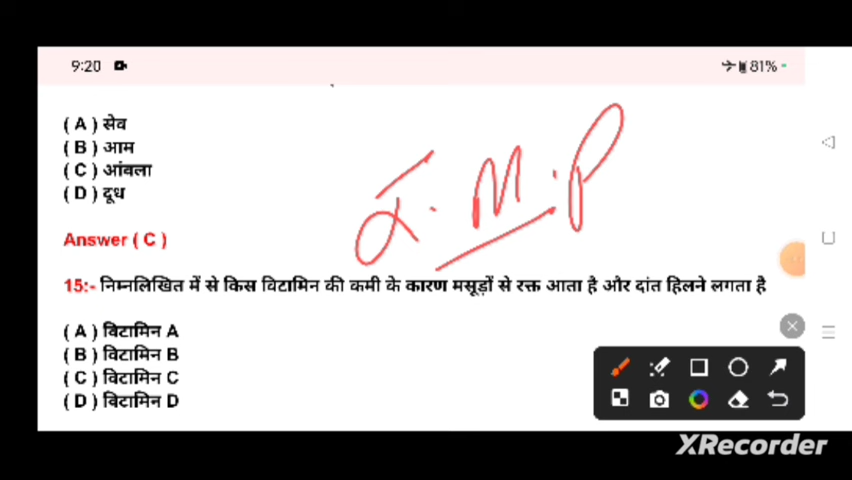 9:20 81%
( A ) सेव
( B ) आम
( C ) आंवला
( D ) दूध
I.M.P
Answer ( C )
15:- निम्नलिखित में से किस विटामिन की कमी के कारण मसूड़ों से रक्त आता है और दांत हिलने लगता है
( A ) विटामिन A
( B ) विटामिन B
( C ) विटामिन C
( D ) विटामिन D
XRecorder